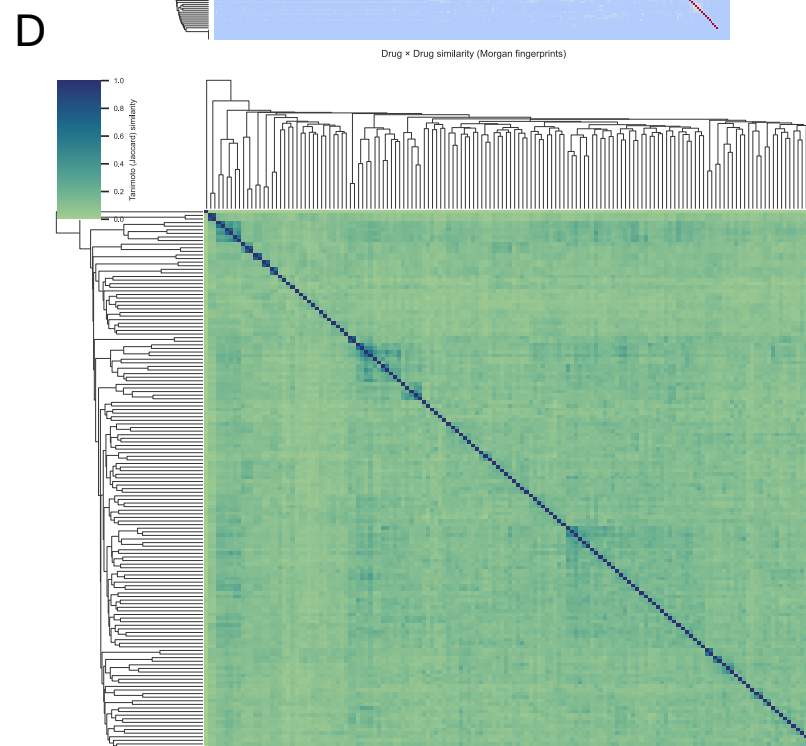 D
Drug × Drug similarity (Morgan fingerprints)
1.0
0.8
0.6
0.4
0.2
0.0
Tanimoto (Jaccard) similarity